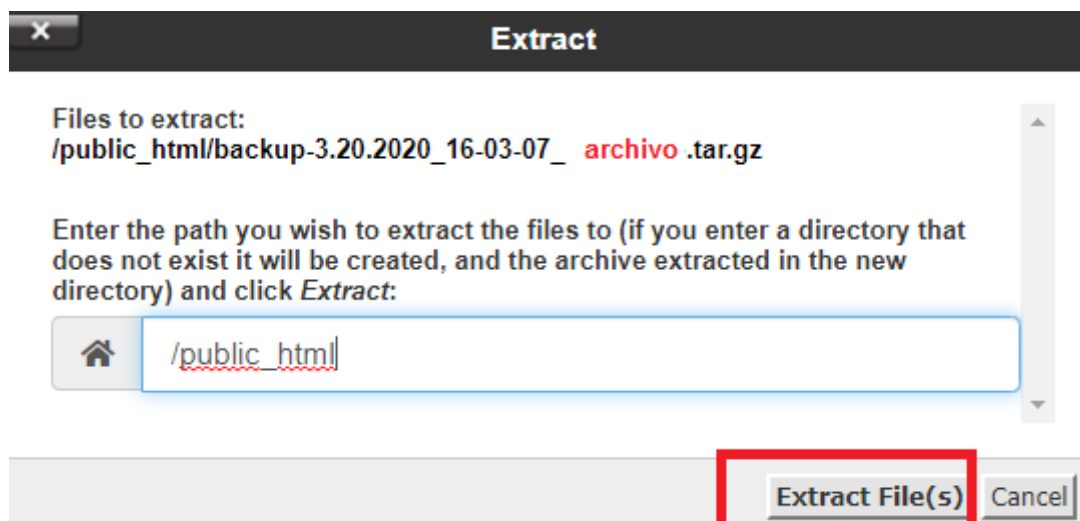 ×
Extract
Files to extract:
/public_html/backup-3.20.2020_16-03-07_ archivo .tar.gz
Enter the path you wish to extract the files to (if you enter a directory that
does not exist it will be created, and the archive extracted in the new
directory) and click Extract:
/public_html
Extract File(s) Cancel